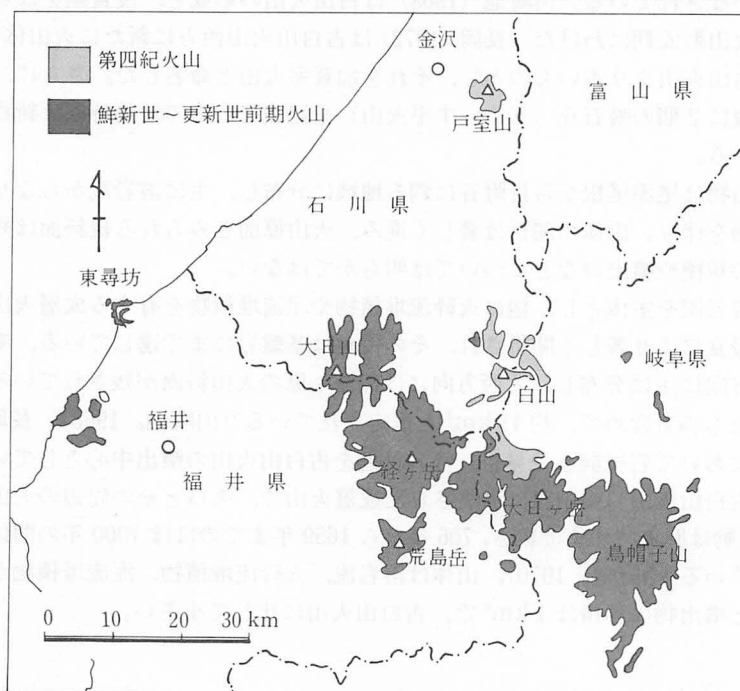 第四紀火山
鮮新世～更新世前期火山
金沢
戸室山
富山県
石川県
東尋坊
大日山
白山
岐阜県
福井
福井県
経ヶ岳
大日ヶ岳
荒島岳
烏帽子山
0 10 20 30 km